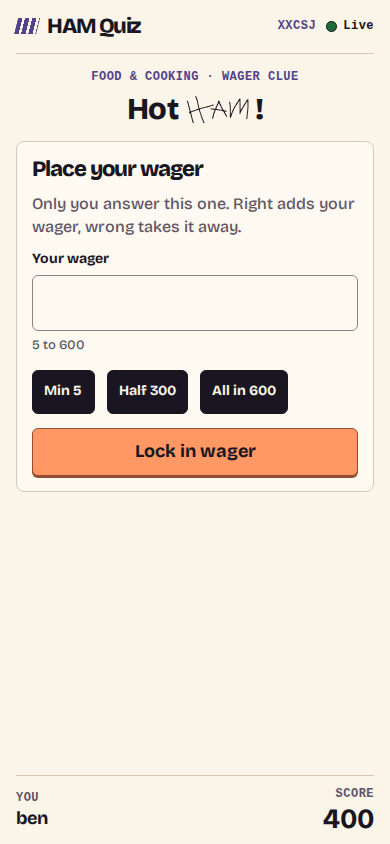 HAM Quiz
XXCSJ Live
FOOD & COOKING · WAGER CLUE
Hot HAM!
Place your wager
Only you answer this one. Right adds your
wager, wrong takes it away.
Your wager
5 to 600
Min 5 Half 300 All in 600
Lock in wager
YOU SCORE
ben 400